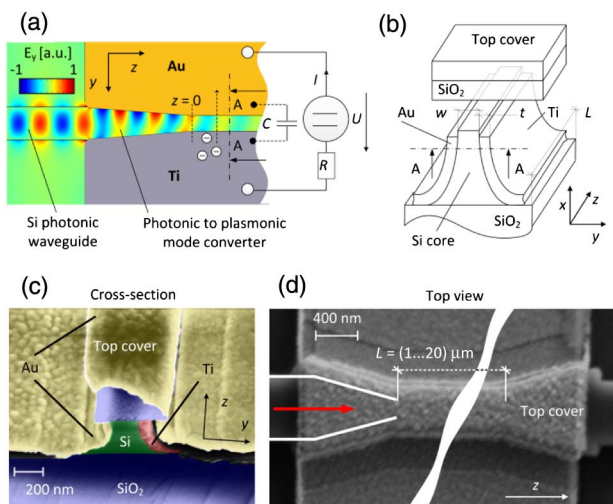 (a)
E_y [a.u.]
-1
1
y
z
Au
z = 0
A
A
Ti
C
I
U
R
Si photonic
waveguide
Photonic to plasmonic
mode converter
(b)
Top cover
SiO₂
Au
w
t
L
Ti
A
A
SiO₂
Si core
x
z
y
(c)
Cross-section
Top cover
Au
Ti
Si
z
y
200 nm
SiO₂
(d)
Top view
400 nm
L = (1...20) µm
Top cover
z